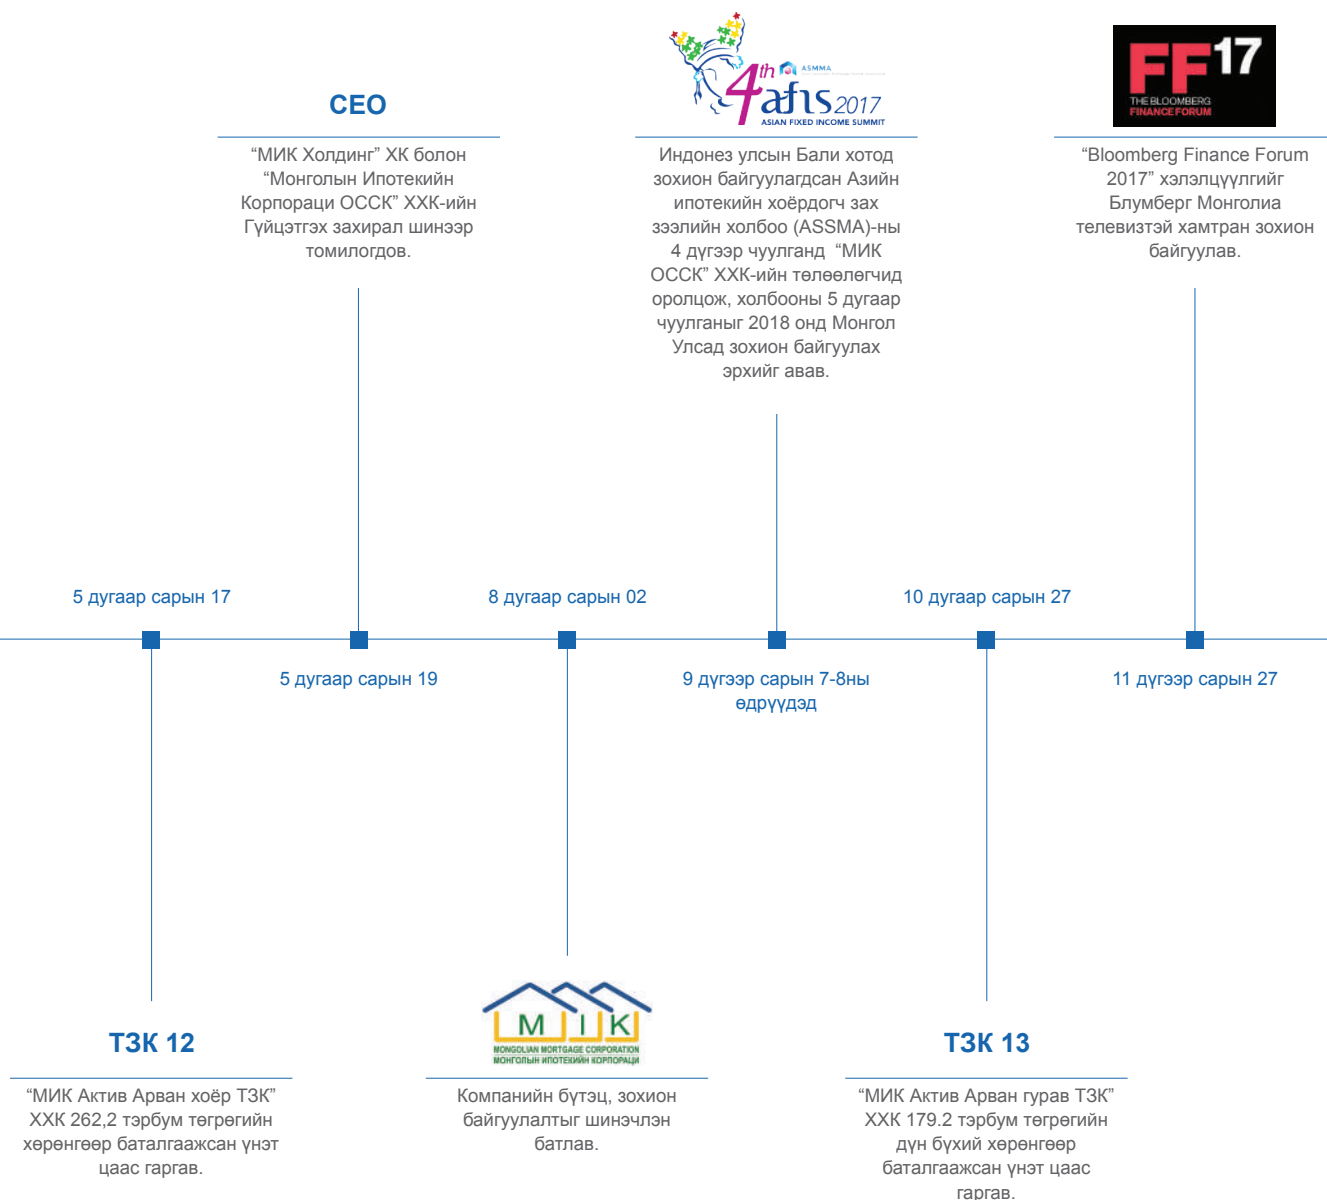 CEO
“МИК Холдинг” ХК болон
“Монголын Ипотекийн
Корпораци ОССК” ХХК-ийн
Гүйцэтгэх захирал шинээр
томилогдов.
4th
ASMMA
afis 2017
ASIAN FIXED INCOME SUMMIT
Индонез улсын Бали хотод
зохион байгуулагдсан Азийн
ипотекийн хоёрдогч зах
зээлийн холбоо (ASSMA)-ны
4 дүгээр чуулганд “МИК
ОССК” ХХК-ийн төлөөлөгчид
оролцож, холбооны 5 дугаар
чуулганыг 2018 онд Монгол
Улсад зохион байгуулах
эрхийг авав.
FF17
THE BLOOMBERG
FINANCE FORUM
“Bloomberg Finance Forum
2017” хэлэлцүүлгийг
Блумберг Монголиа
телевизтэй хамтран зохион
байгуулав.
5 дугаар сарын 17
8 дугаар сарын 02
10 дугаар сарын 27
5 дугаар сарын 19
9 дүгээр сарын 7-8ны
өдрүүдэд
11 дүгээр сарын 27
ТЗК 12
“МИК Актив Арван хоёр ТЗК”
ХХК 262,2 тэрбум төгрөгийн
хөрөнгөөр баталгаажсан үнэт
цаас гаргав.
MIK
MONGOLIAN MORTGAGE CORPORATION
МОНГОЛЫН ИПОТЕКИЙН КОРПОРАЦИ
Компанийн бүтэц, зохион
байгуулалтыг шинэчлэн
батлав.
ТЗК 13
“МИК Актив Арван гурав ТЗК”
ХХК 179.2 тэрбум төгрөгийн
дүн бүхий хөрөнгөөр
баталгаажсан үнэт цаас
гаргав.